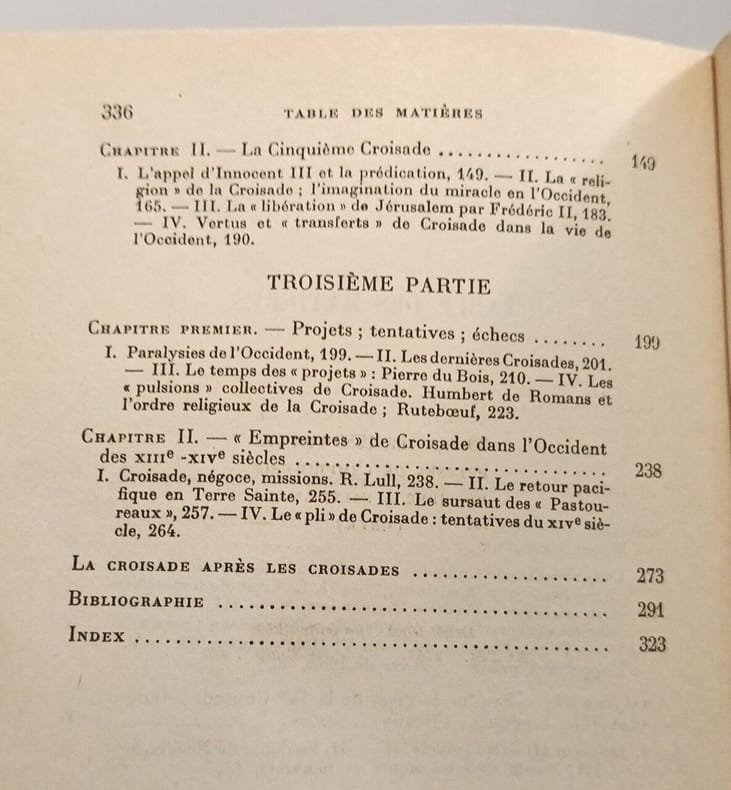 336 TABLE DES MATIÈRES
CHAPITRE II. — La Cinquième Croisade .................. 149
I. L'appel d'Innocent III et la prédication, 149. — II. La « reli-
gion » de la Croisade ; l'imagination du miracle en l'Occident,
165. — III. La « libération » de Jérusalem par Frédéric II, 183.
— IV. Vertus et « transferts » de Croisade dans la vie de
l'Occident, 190.
TROISIÈME PARTIE
CHAPITRE PREMIER. — Projets ; tentatives ; échecs ........ 199
I. Paralysies de l'Occident, 199. — II. Les dernières Croisades, 201.
— III. Le temps des « projets » : Pierre du Bois, 210. — IV. Les
« pulsions » collectives de Croisade. Humbert de Romans et
l'ordre religieux de la Croisade ; Rutebœuf, 223.
CHAPITRE II. — « Empreintes » de Croisade dans l'Occident
des XIIIe -XIVe siècles .............................. 238
I. Croisade, négoce, missions. R. Lull, 238. — II. Le retour paci-
fique en Terre Sainte, 255. — III. Le sursaut des « Pastou-
reaux », 257. — IV. Le « pli » de Croisade : tentatives du XIVe siè-
cle, 264.
LA CROISADE APRÈS LES CROISADES .................... 273
BIBLIOGRAPHIE .................................. 291
INDEX ........................................ 323